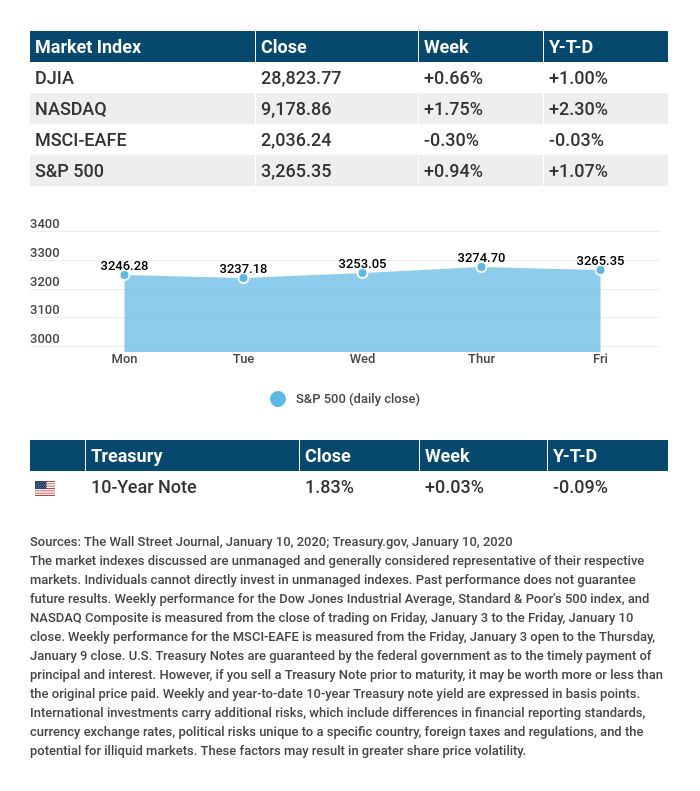 Market Index Close Week Y-T-D
DJIA 28,823.77 +0.66% +1.00%
NASDAQ 9,178.86 +1.75% +2.30%
MSCI-EAFE 2,036.24 -0.30% -0.03%
S&P 500 3,265.35 +0.94% +1.07%
3400
3300
3200
3100
3000
3246.28 3237.18 3253.05 3274.70 3265.35
Mon Tue Wed Thur Fri
S&P 500 (daily close)
Treasury Close Week Y-T-D
10-Year Note 1.83% +0.03% -0.09%
Sources: The Wall Street Journal, January 10, 2020; Treasury.gov, January 10, 2020
The market indexes discussed are unmanaged and generally considered representative of their respective
markets. Individuals cannot directly invest in unmanaged indexes. Past performance does not guarantee
future results. Weekly performance for the Dow Jones Industrial Average, Standard & Poor's 500 index, and
NASDAQ Composite is measured from the close of trading on Friday, January 3 to the Friday, January 10
close. Weekly performance for the MSCI-EAFE is measured from the Friday, January 3 open to the Thursday,
January 9 close. U.S. Treasury Notes are guaranteed by the federal government as to the timely payment of
principal and interest. However, if you sell a Treasury Note prior to maturity, it may be worth more or less than
the original price paid. Weekly and year-to-date 10-year Treasury note yield are expressed in basis points.
International investments carry additional risks, which include differences in financial reporting standards,
currency exchange rates, political risks unique to a specific country, foreign taxes and regulations, and the
potential for illiquid markets. These factors may result in greater share price volatility.